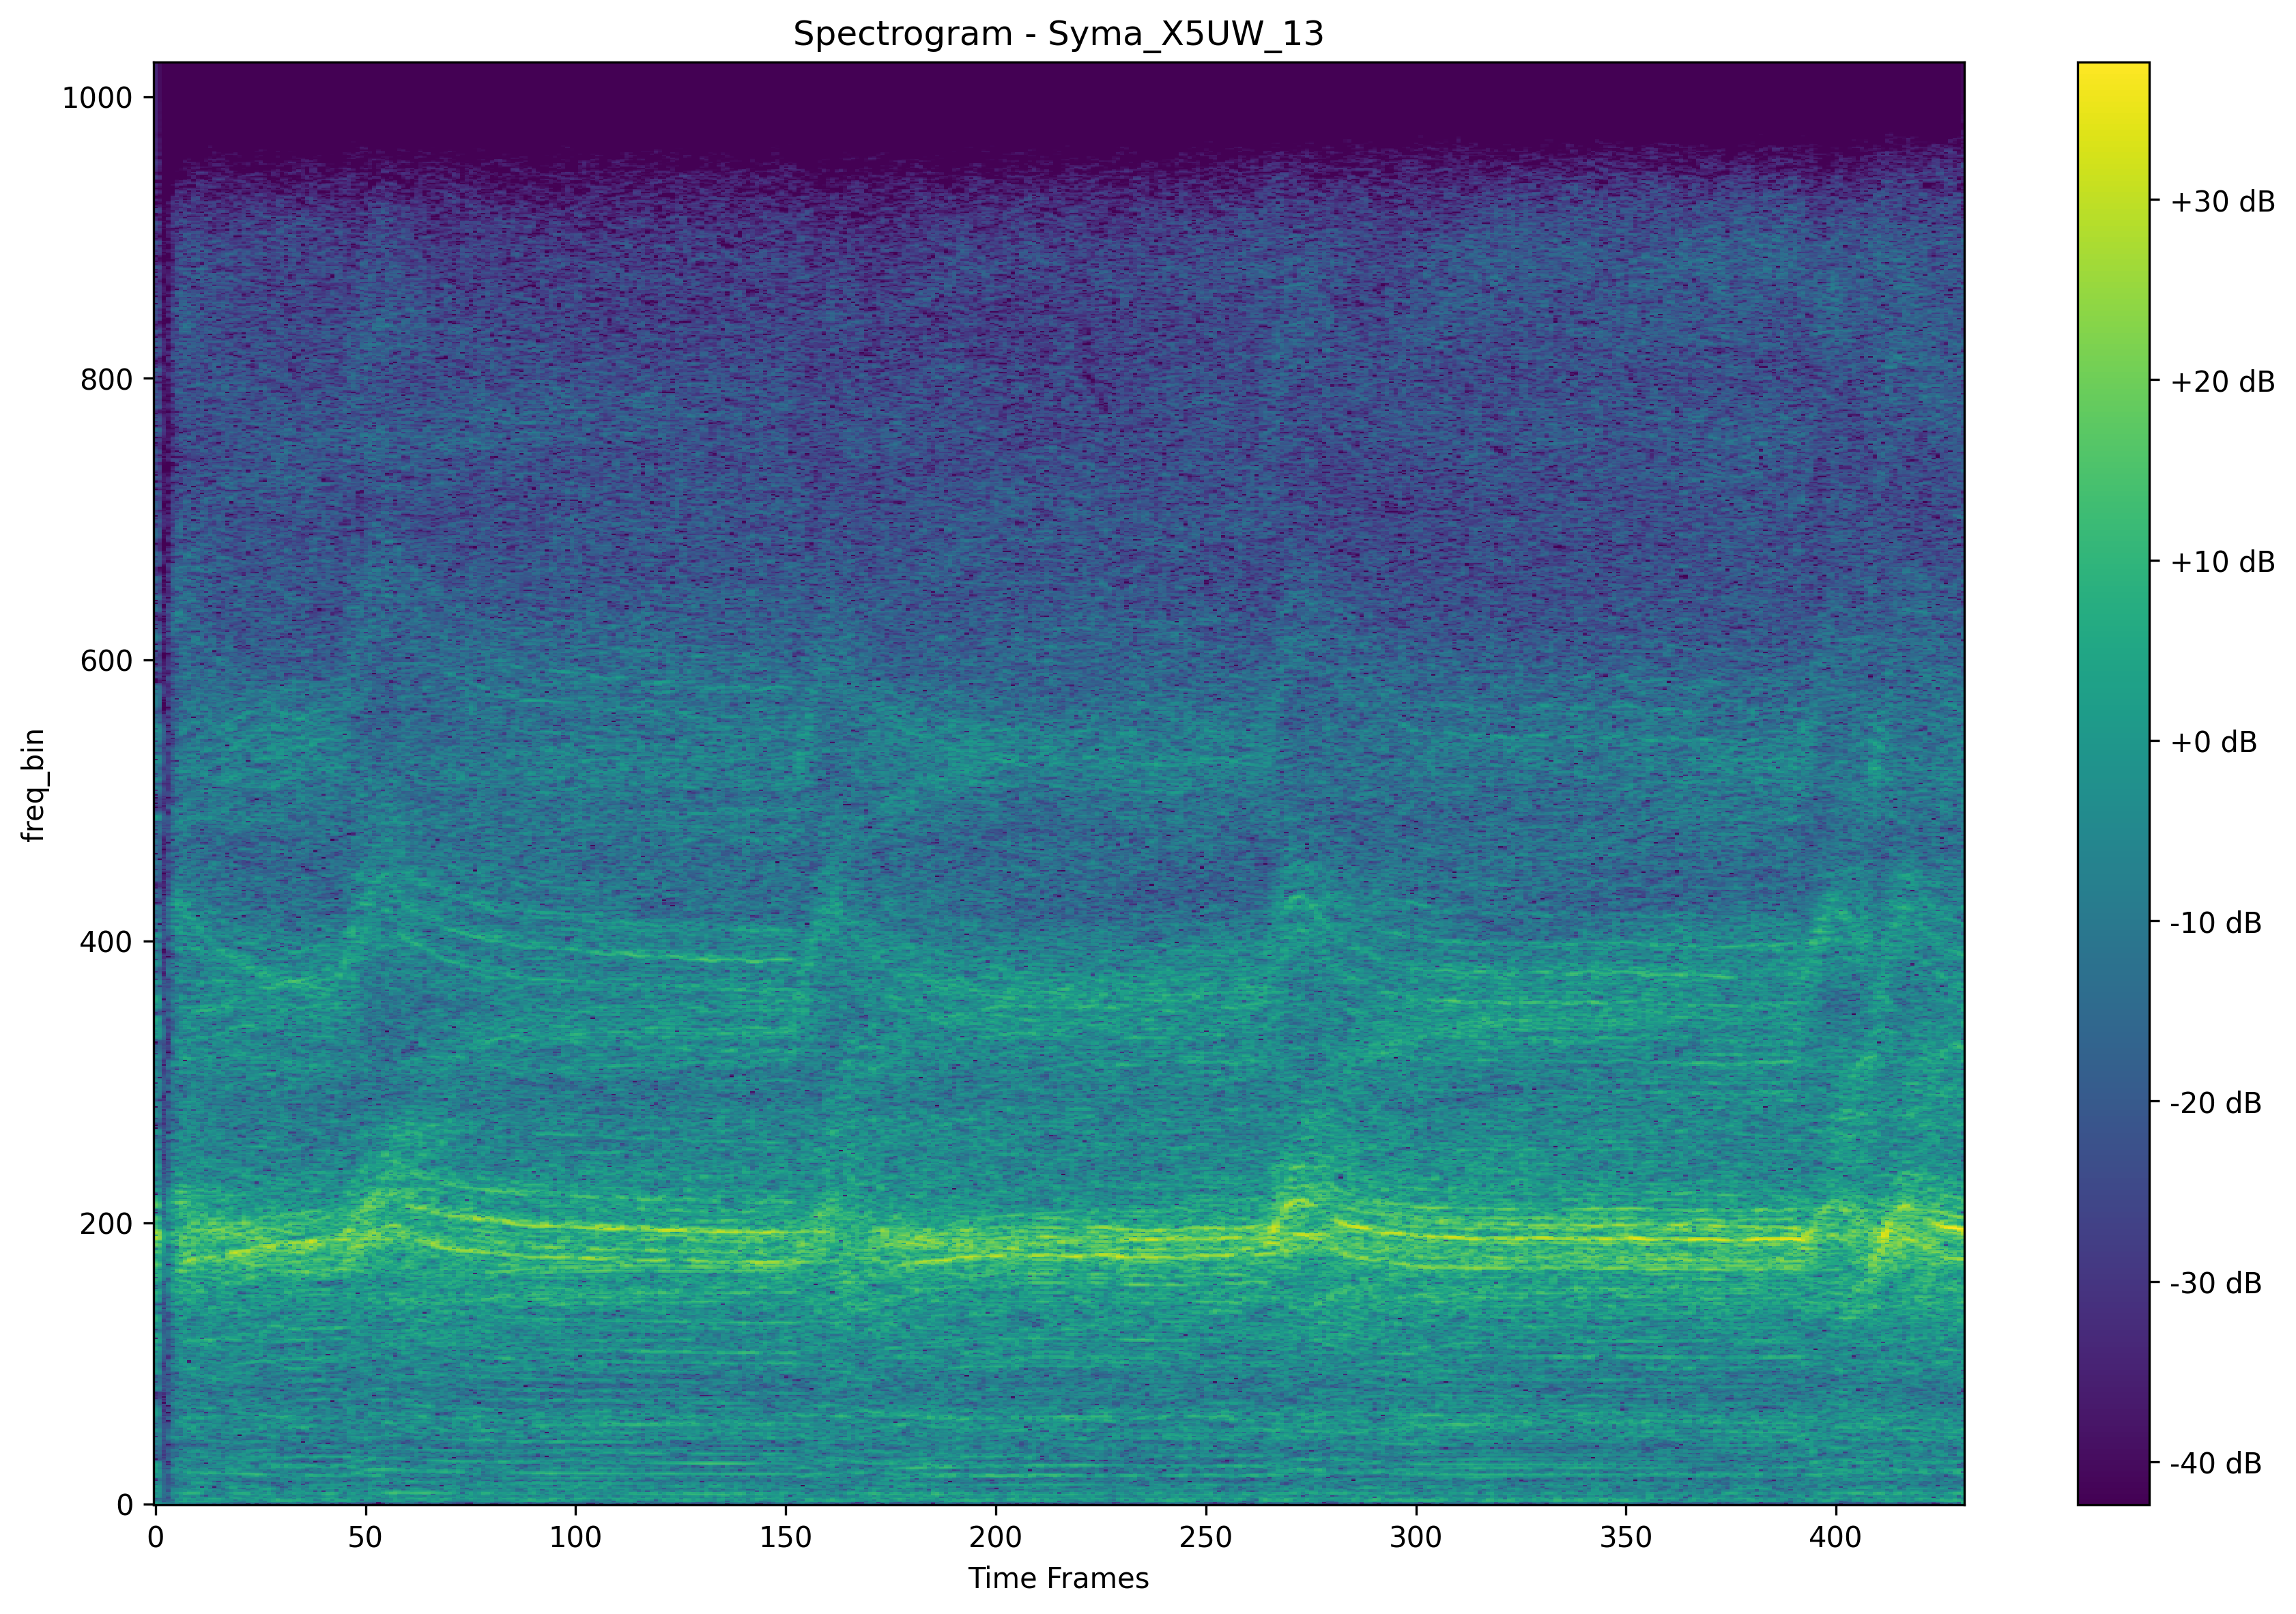 Spectrogram - Syma_X5UW_13
1000
800
600
400
200
0
freq_bin
0 50 100 150 200 250 300 350 400
Time Frames
+30 dB
+20 dB
+10 dB
+0 dB
-10 dB
-20 dB
-30 dB
-40 dB